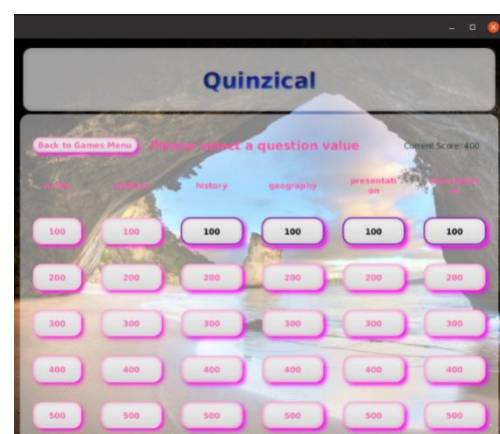 Quinzical
Back to Games Menu Please select a question value Current Score: 400
history geography presentati
on
100 100 100 100 100 100
200 200 200 200 200 200
300 300 300 300 300 300
400 400 400 400 400 400
500 500 500 500 500 500